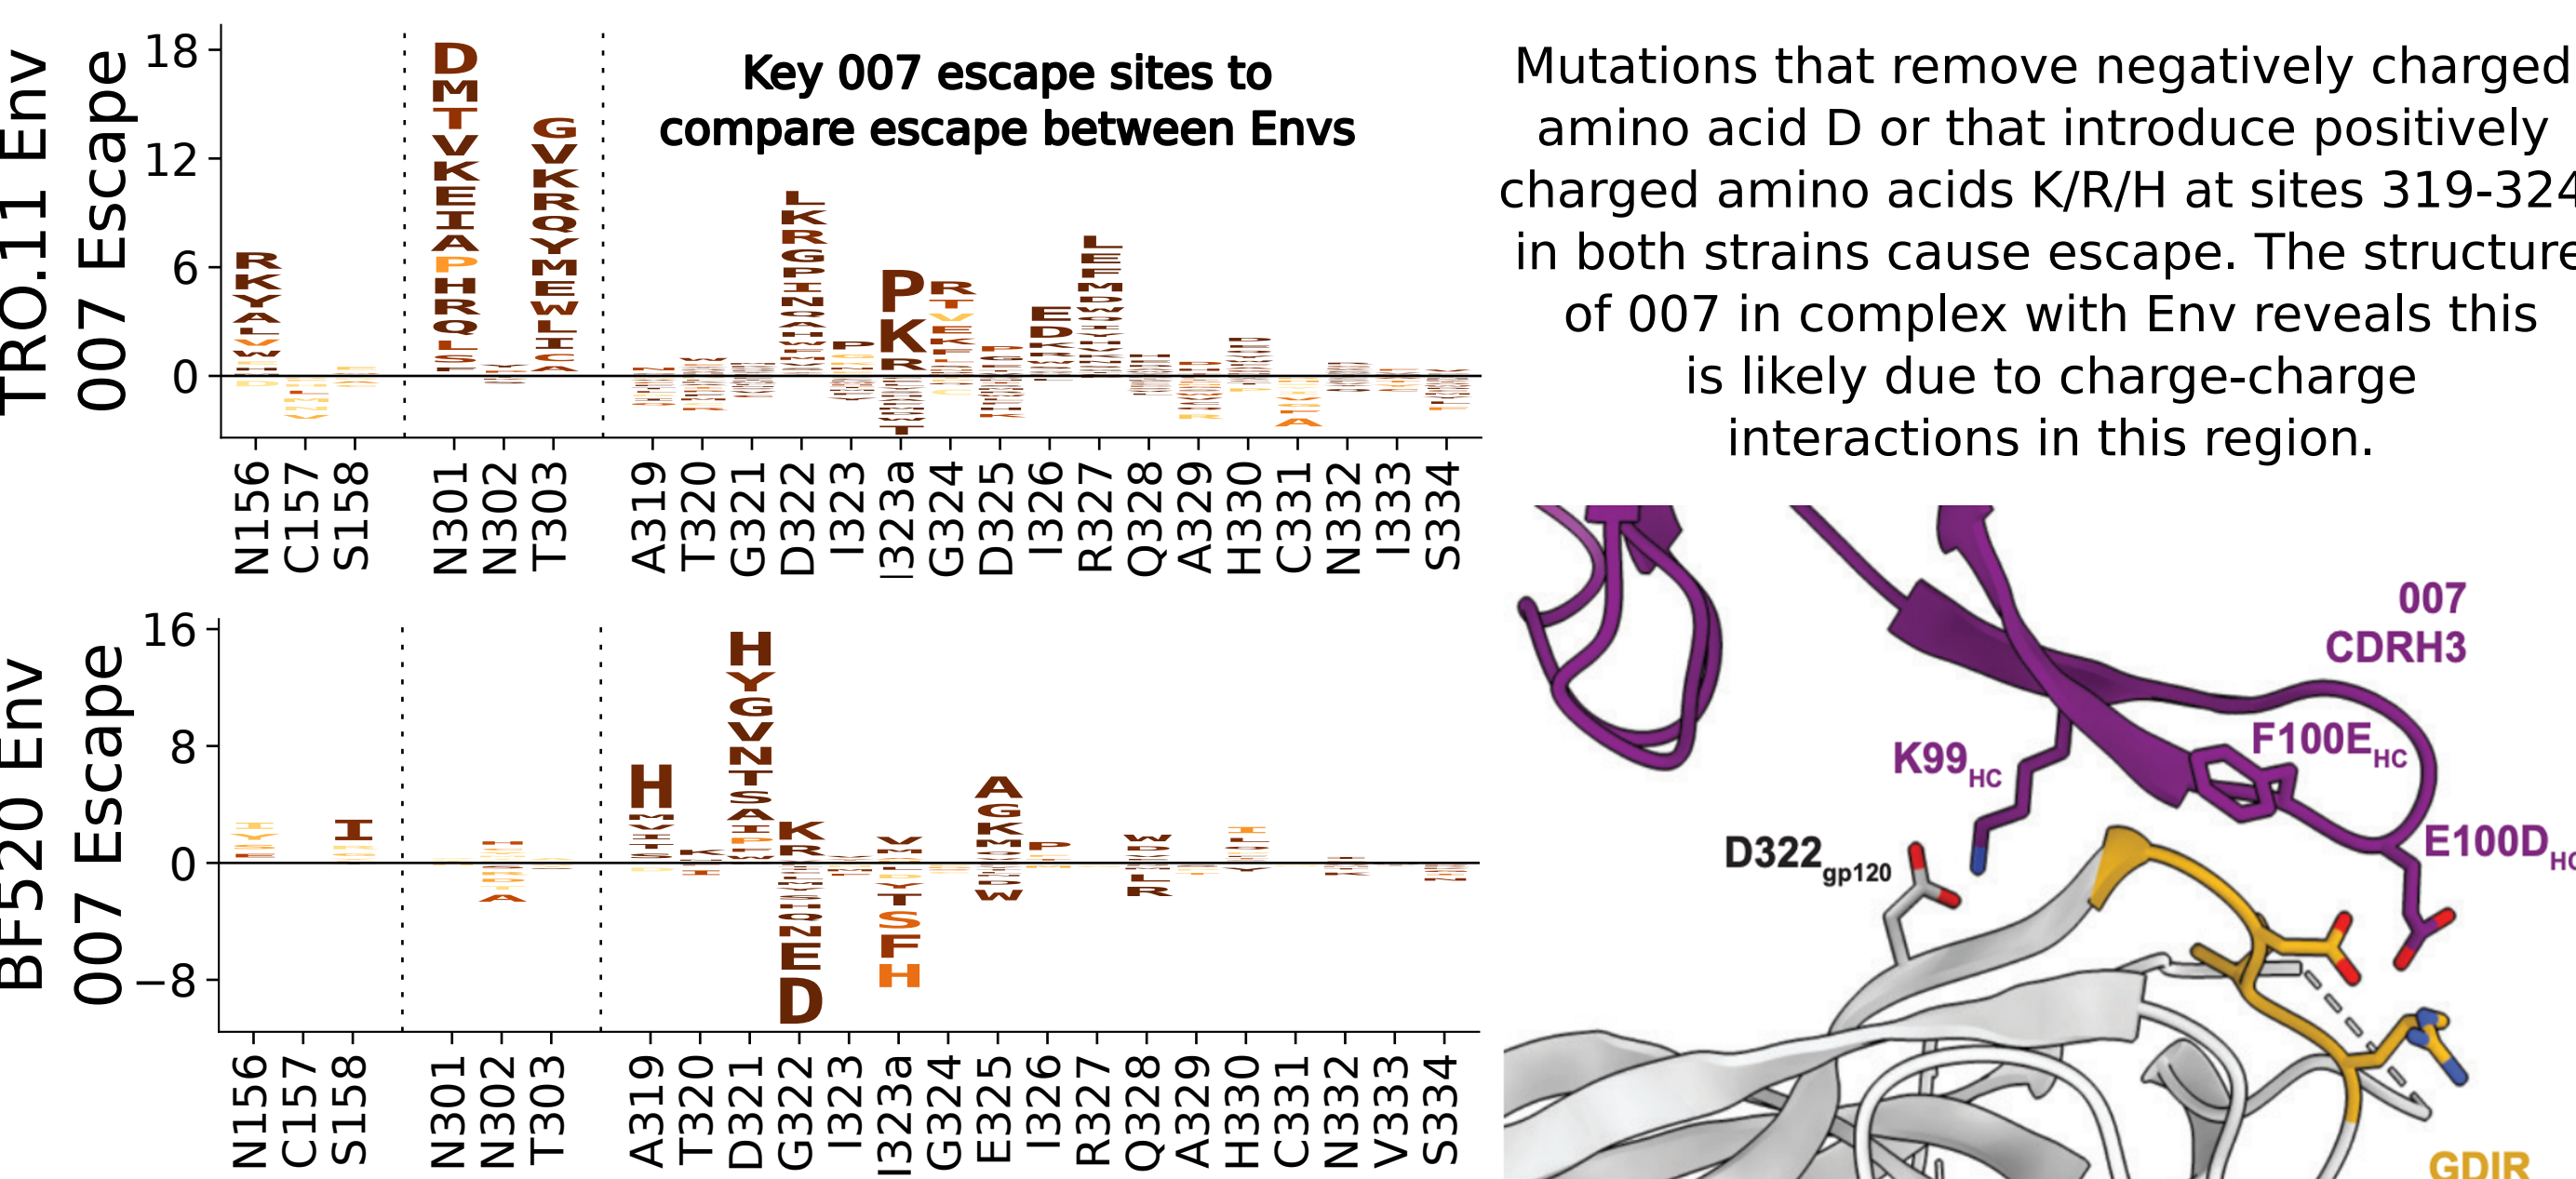 TRO.11 Env
007 Escape
18
12
6
0
Key 007 escape sites to
compare escape between Envs
D
M
T
V
K
E
I
A
P
H
R
Q
L
S
G
V
K
R
Q
Y
M
E
W
L
I
C
A
R
K
Y
A
L
V
W
L
K
R
G
P
I
N
P
K
R
R
T
V
E
K
E
D
K
L
E
F
M
D
A
N156
C157
S158
N301
N302
T303
A319
T320
G321
D322
I323
I323a
G324
D325
I326
R327
Q328
A329
H330
C331
N332
I333
S334
Mutations that remove negatively charged
amino acid D or that introduce positively
charged amino acids K/R/H at sites 319-324
in both strains cause escape. The structure
of 007 in complex with Env reveals this
is likely due to charge-charge
interactions in this region.
BF520 Env
007 Escape
16
8
0
−8
I
H
H
Y
G
V
N
T
S
A
I
P
K
R
Q
N
E
D
Y
T
S
F
H
A
G
K
M
W
P
L
R
A
N156
C157
S158
N301
N302
T303
A319
T320
D321
G322
I323
I323a
G324
E325
I326
R327
Q328
A329
H330
C331
N332
V333
S334
007
CDRH3
K99HC
F100EHC
D322gp120
E100DHC
GDIR